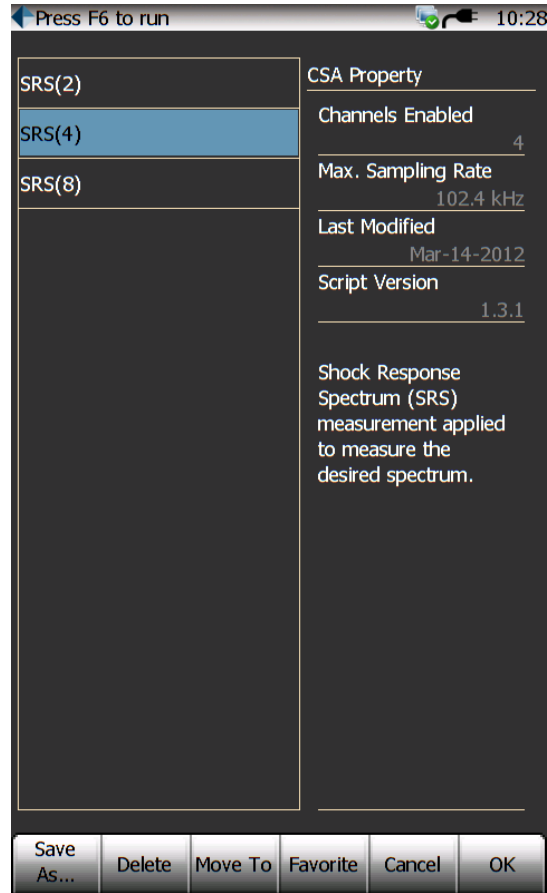 Press F6 to run
10:28
SRS(2)
SRS(4)
SRS(8)
CSA Property
Channels Enabled
4
Max. Sampling Rate
102.4 kHz
Last Modified
Mar-14-2012
Script Version
1.3.1
Shock Response
Spectrum (SRS)
measurement applied
to measure the
desired spectrum.
Save
As...
Delete
Move To
Favorite
Cancel
OK